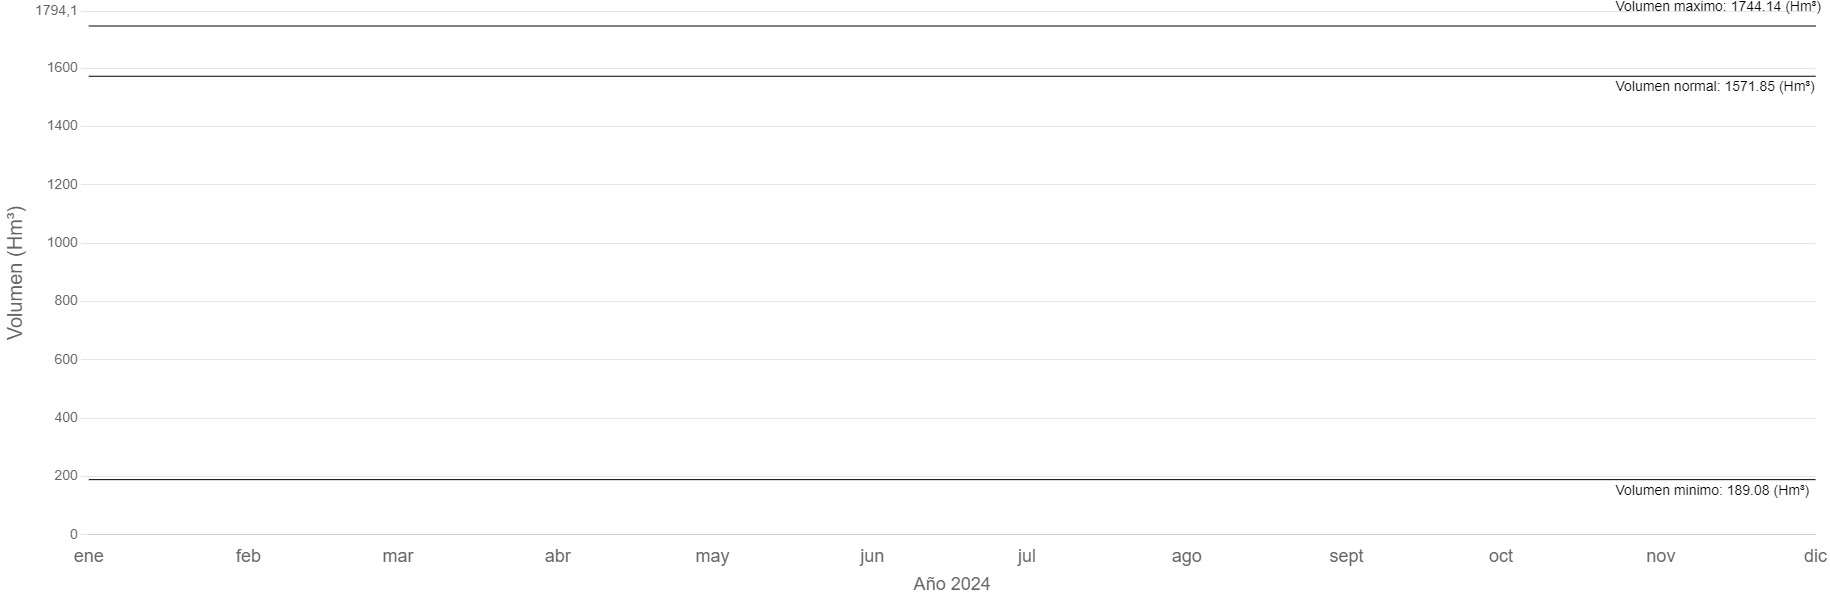 Volumen maximo: 1744.14 (Hm³)
1794,1
1600
Volumen normal: 1571.85 (Hm³)
1400
1200
1000
800
600
400
200
Volumen minimo: 189.08 (Hm³)
0
Volumen (Hm³)
ene feb mar abr may jun jul ago sept oct nov dic
Año 2024